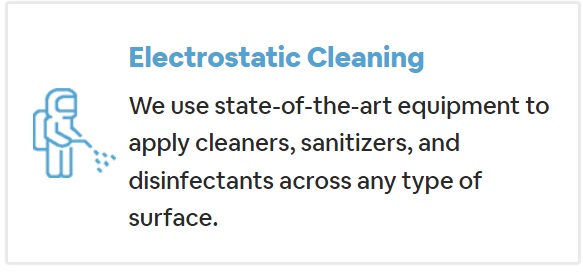 Electrostatic Cleaning
We use state-of-the-art equipment to
apply cleaners, sanitizers, and
disinfectants across any type of
surface.